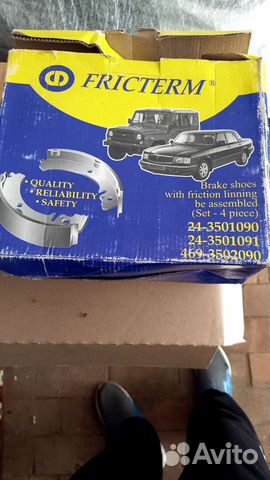 FRICTERM®
• QUALITY
• RELIABILITY
• SAFETY
Brake shoes
with friction linning
be assembled
(Set - 4 piece)
24-3501090
24-3501091
469-3502090
Avito